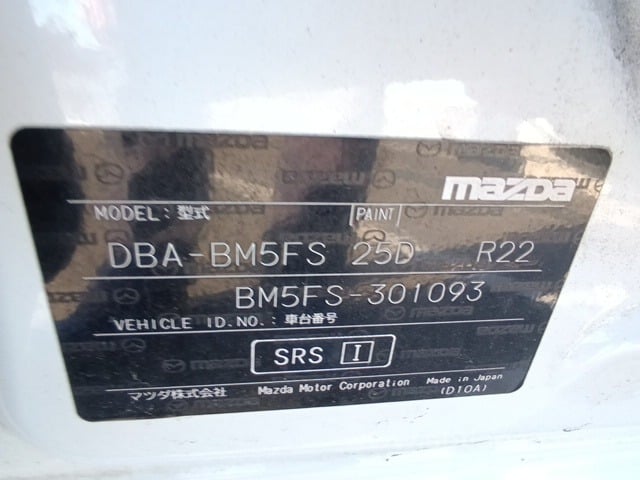 mazda
MODEL:型式 PAINT
DBA-BM5FS 25D R22
BM5FS-301093
VEHICLE ID.NO.:車台番号
SRS I
マツダ株式会社 Mazda Motor Corporation Made in Japan
(D10A)